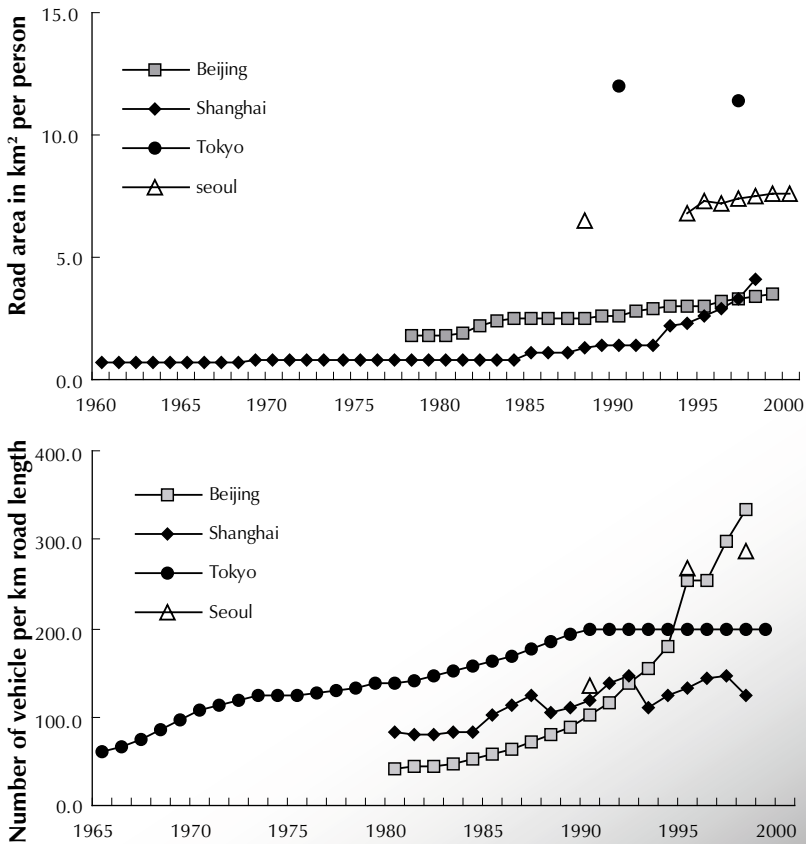 Road area in km² per person
15.0
10.0
5.0
0.0
Beijing
Shanghai
Tokyo
seoul
1960 1965 1970 1975 1980 1985 1990 1995 2000
Number of vehicle per km road length
400.0
300.0
200.0
100.0
0.0
Beijing
Shanghai
Tokyo
Seoul
1965 1970 1975 1980 1985 1990 1995 2000